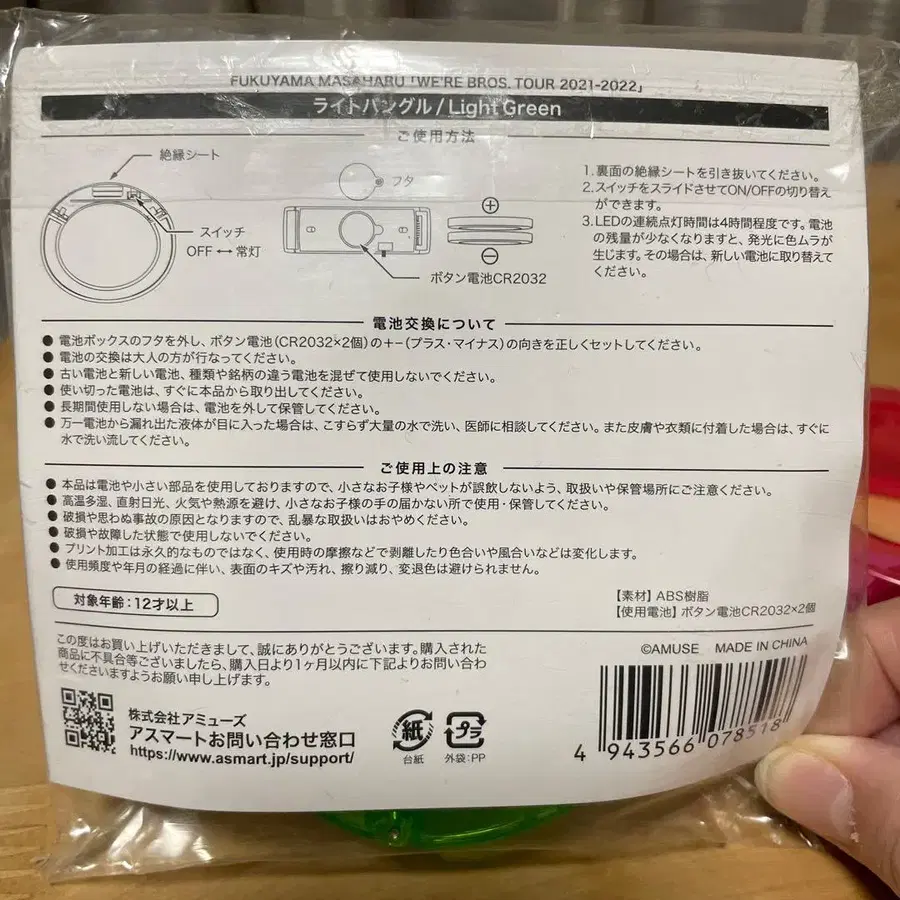 FUKUYAMA MASAHARU 「WE'RE BROS. TOUR 2021-2022」
ライトバングル / Light Green
ご使用方法
絶縁シート
スイッチ
OFF ↔ 常灯
フタ
ボタン電池CR2032
1. 裏面の絶縁シートを引き抜いてください。
2. スイッチをスライドさせてON/OFFの切り替え
ができます。
3. LEDの連続点灯時間は4時間程度です。電池
の残量が少なくなりますと、発光に色ムラが
生じます。その場合は、新しい電池に取り替えて
ください。
電池交換について
● 電池ボックスのフタを外し、ボタン電池(CR2032×2個)の+-(プラス・マイナス)の向きを正しくセットしてください。
● 電池の交換は大人の方が行なってください。
● 古い電池と新しい電池、種類や銘柄の違う電池を混ぜて使用しないでください。
● 使い切った電池は、すぐに本品から取り出してください。
● 長期間使用しない場合は、電池を外して保管してください。
● 万一電池から漏れ出た液体が目に入った場合は、こすらず大量の水で洗い、医師に相談してください。また皮膚や衣類に付着した場合は、すぐに
水で洗い流してください。
ご使用上の注意
● 本品は電池や小さい部品を使用しておりますので、小さなお子様やペットが誤飲しないよう、取扱いや保管場所にご注意ください。
● 高温多湿、直射日光、火気や熱源を避け、小さなお子様の手の届かない所で使用・保管してください。
● 破損や思わぬ事故の原因となりますので、乱暴な取扱いはおやめください。
● 破損や故障した状態で使用しないでください。
● プリント加工は永久的なものではなく、使用時の摩擦などで剥離したり色合いや風合いなどは変化します。
● 使用頻度や年月の経過に伴い、表面のキズや汚れ、擦り減り、変退色は避けられません。
対象年齢:12才以上
【素材】ABS樹脂
【使用電池】ボタン電池CR2032×2個
この度はお買い上げいただきまして、誠にありがとうございます。購入された
商品に不具合等ございましたら、購入日より1ヶ月以内に下記よりお問い合わ
せくださいますようお願い申し上げます。
©AMUSE MADE IN CHINA
株式会社アミューズ
アスマートお問い合わせ窓口
https://www.asmart.jp/support/
紙
台紙
プラ
外袋:PP
4 943566 078518